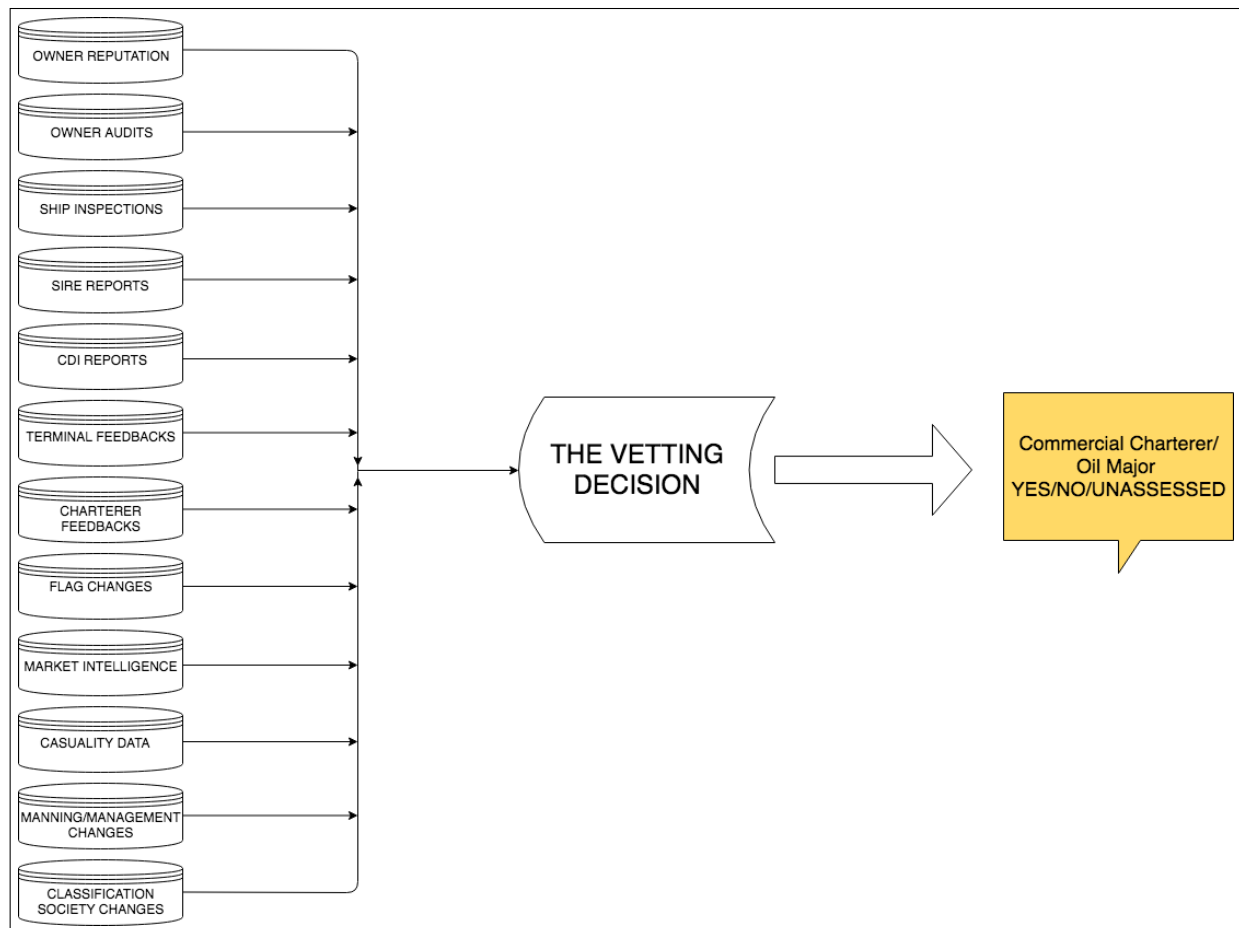 OWNER REPUTATION
OWNER AUDITS
SHIP INSPECTIONS
SIRE REPORTS
CDI REPORTS
TERMINAL FEEDBACKS
CHARTERER
FEEDBACKS
FLAG CHANGES
MARKET INTELLIGENCE
CASUALITY DATA
MANNING/MANAGEMENT
CHANGES
CLASSIFICATION
SOCIETY CHANGES
THE VETTING
DECISION
Commercial Charterer/
Oil Major
YES/NO/UNASSESSED